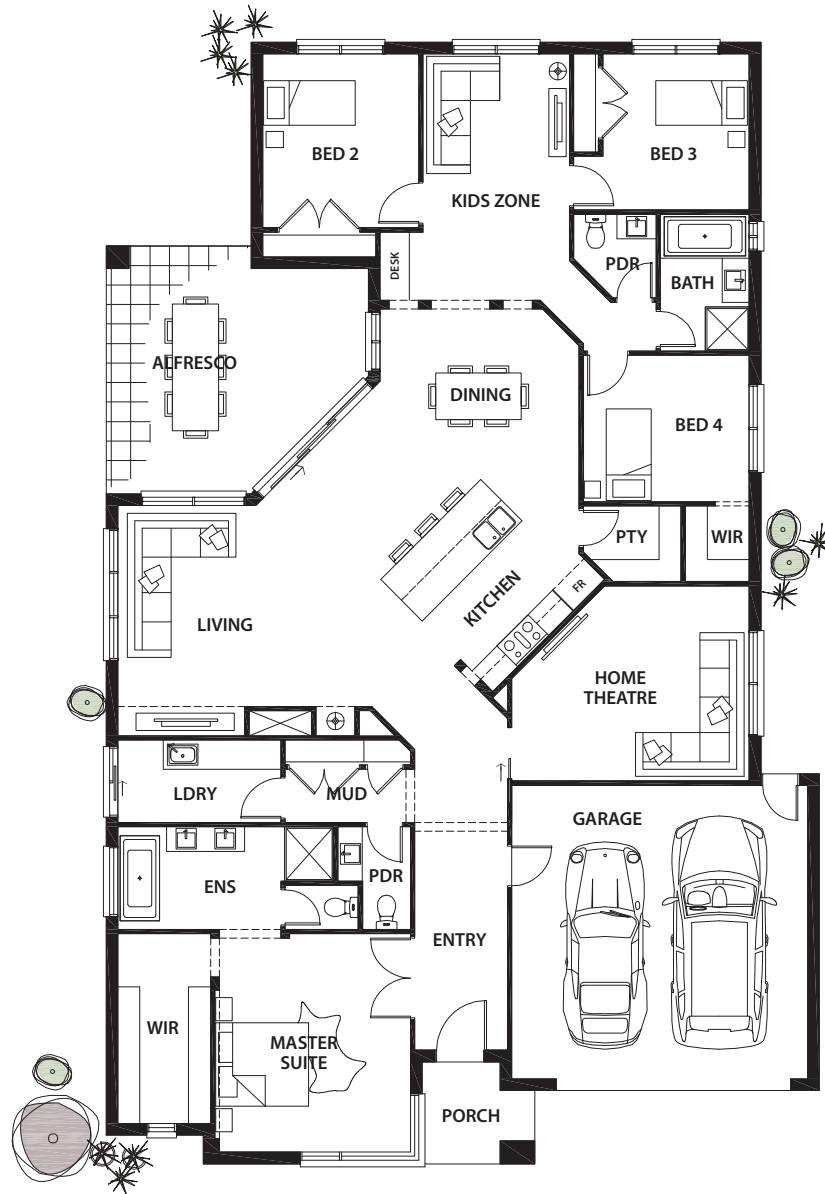 BED 2
BED 3
KIDS ZONE
DESK
PDR
BATH
ALFRESCO
DINING
BED 4
PTY
WIR
KITCHEN
FR
LIVING
HOME
THEATRE
LDRY
MUD
GARAGE
ENS
PDR
ENTRY
WIR
MASTER
SUITE
PORCH